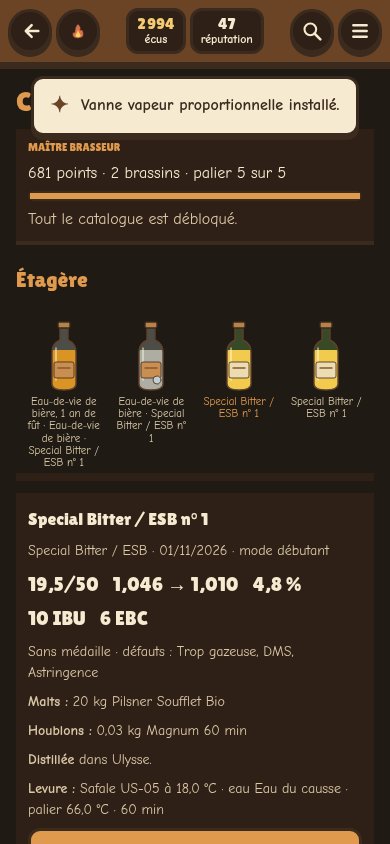 2 994
écus
47
réputation
C
Vanne vapeur proportionnelle installé.
MAÎTRE BRASSEUR
681 points · 2 brassins · palier 5 sur 5
Tout le catalogue est débloqué.
Étagère
Eau-de-vie de
bière, 1 an de
fût · Eau-de-vie
de bière ·
Special Bitter /
ESB n° 1
Eau-de-vie de
bière · Special
Bitter / ESB n°
1
Special Bitter /
ESB n° 1
Special Bitter /
ESB n° 1
Special Bitter / ESB n° 1
Special Bitter / ESB · 01/11/2026 · mode débutant
19,5/50 1,046 → 1,010 4,8 %
10 IBU 6 EBC
Sans médaille · défauts : Trop gazeuse, DMS,
Astringence
Malts : 20 kg Pilsner Soufflet Bio
Houblons : 0,03 kg Magnum 60 min
Distillée dans Ulysse.
Levure : Safale US-05 à 18,0 °C · eau Eau du causse ·
palier 66,0 °C · 60 min